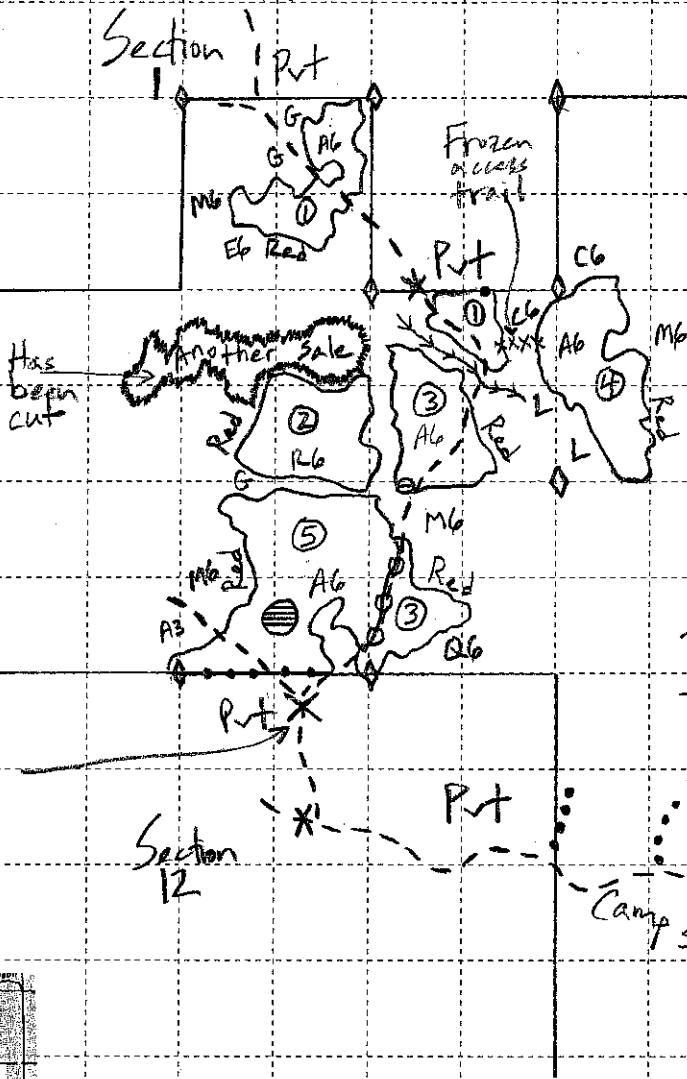 Section
1
Pvt
G
A6
G
Frozen
access
trail
M6
①
E6 Red
Pvt
C6
①
C6
A6
M6
Another Sale
Has
been
cut
④
②
③
Red
Red
A6
Red
L
R6
L
G
M6
⑤
Red
M6
Red
A6
③
A3
Q6
Pvt
Pvt
Section
12
Camp